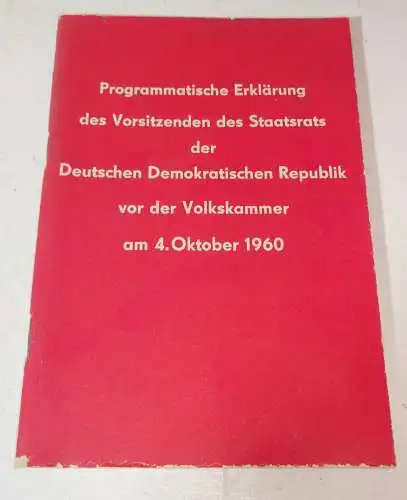 Programmatische Erklärung
des Vorsitzenden des Staatsrats
der
Deutschen Demokratischen Republik
vor der Volkskammer
am 4. Oktober 1960